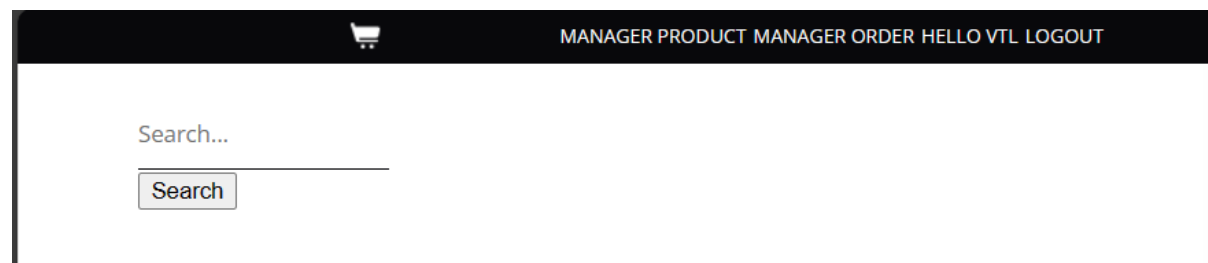 MANAGER PRODUCT MANAGER ORDER HELLO VTL LOGOUT
Search...
Search